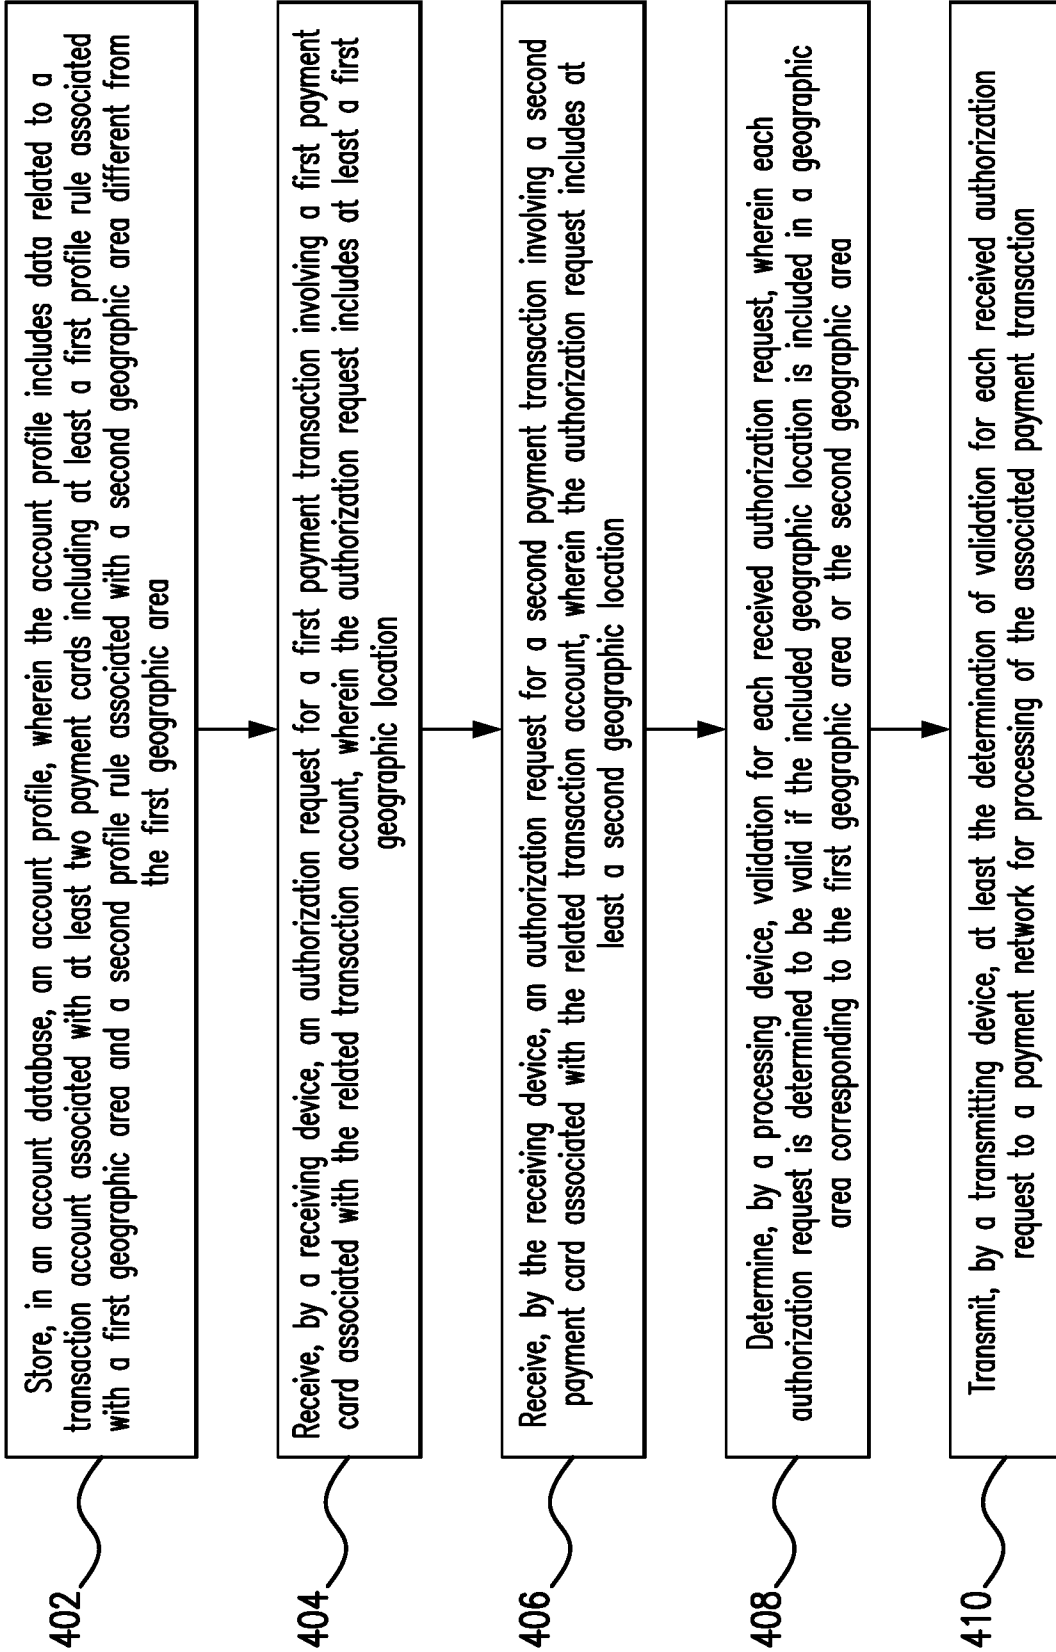 402
Store, in an account database, an account profile, wherein the account profile includes data related to a
transaction account associated with at least two payment cards including at least a first profile rule associated
with a first geographic area and a second profile rule associated with a second geographic area different from
the first geographic area
404
Receive, by a receiving device, an authorization request for a first payment transaction involving a first payment
card associated with the related transaction account, wherein the authorization request includes at least a first
geographic location
406
Receive, by the receiving device, an authorization request for a second payment transaction involving a second
payment card associated with the related transaction account, wherein the authorization request includes at
least a second geographic location
408
Determine, by a processing device, validation for each received authorization request, wherein each
authorization request is determined to be valid if the included geographic location is included in a geographic
area corresponding to the first geographic area or the second geographic area
410
Transmit, by a transmitting device, at least the determination of validation for each received authorization
request to a payment network for processing of the associated payment transaction